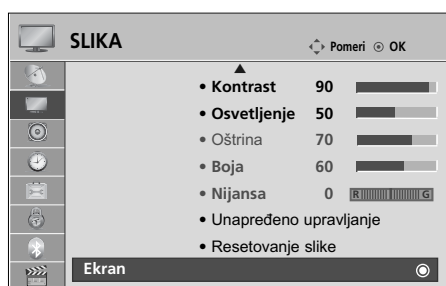 SLIKA
Pomeri ⊙ OK
• Kontrast 90
• Osvetljenje 50
• Oštrina 70
• Boja 60
• Nijansa 0 R G
• Unapređeno upravljanje
• Resetovanje slike
Ekran